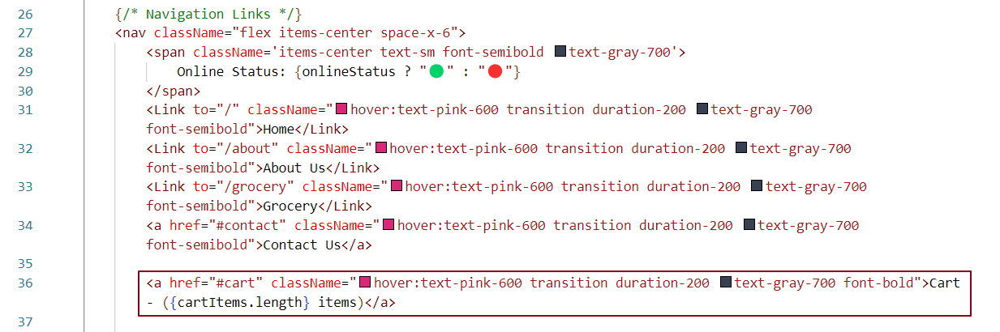 26 {/* Navigation Links */}
27 <nav className="flex items-center space-x-6">
28 <span className='items-center text-sm font-semibold text-gray-700'>
29 Online Status: {onlineStatus ? "🟢" : "🔴"}
30 </span>
31 <Link to="/" className="hover:text-pink-600 transition duration-200 text-gray-700
font-semibold">Home</Link>
32 <Link to="/about" className="hover:text-pink-600 transition duration-200 text-gray-700
font-semibold">About Us</Link>
33 <Link to="/grocery" className="hover:text-pink-600 transition duration-200 text-gray-700
font-semibold">Grocery</Link>
34 <a href="#contact" className="hover:text-pink-600 transition duration-200 text-gray-700
font-semibold">Contact Us</a>
35
36 <a href="#cart" className="hover:text-pink-600 transition duration-200 text-gray-700 font-bold">Cart
- ({cartItems.length} items)</a>
37